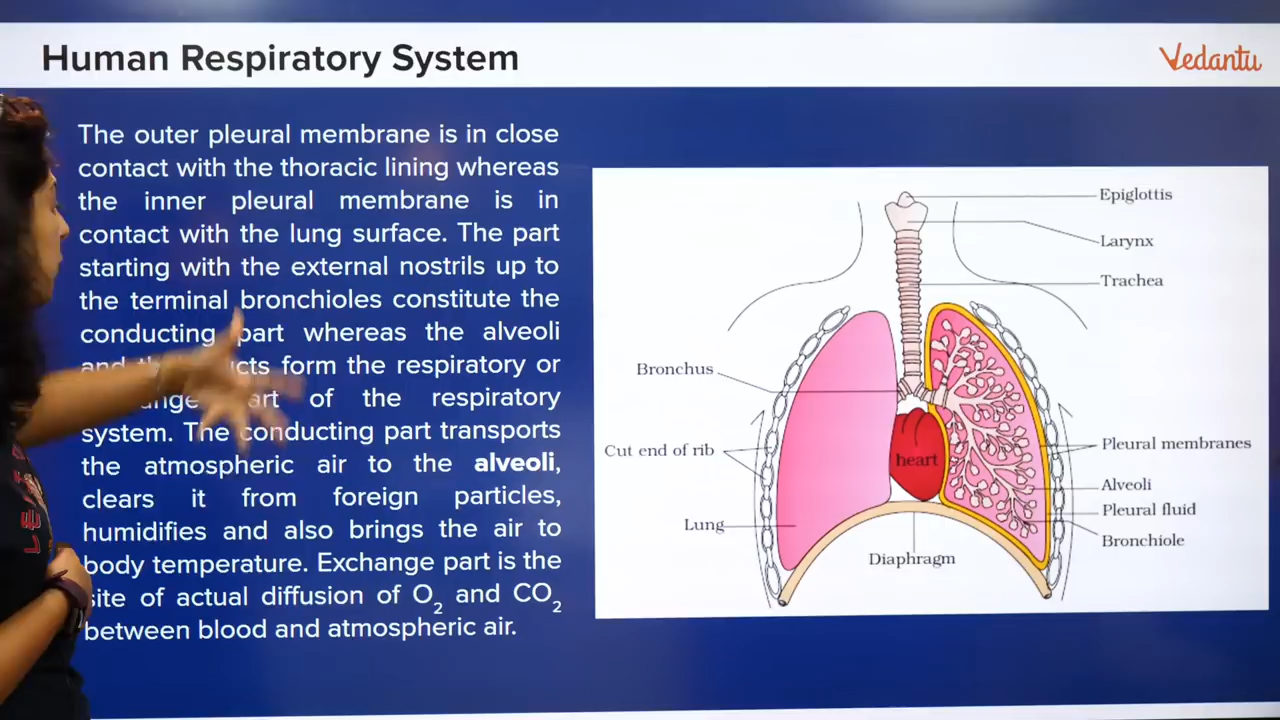 Human Respiratory System
Vedantu
The outer pleural membrane is in close
contact with the thoracic lining whereas
the inner pleural membrane is in
contact with the lung surface. The part
starting with the external nostrils up to
the terminal bronchioles constitute the
conducting part whereas the alveoli
and form the respiratory or
of the respiratory
system. The conducting part transports
the atmospheric air to the alveoli,
clears it from foreign particles,
humidifies and also brings the air to
body temperature. Exchange part is the
site of actual diffusion of O2 and CO2
between blood and atmospheric air.
Epiglottis
Larynx
Trachea
Bronchus
Cut end of rib
heart
Pleural membranes
Alveoli
Pleural fluid
Bronchiole
Lung
Diaphragm